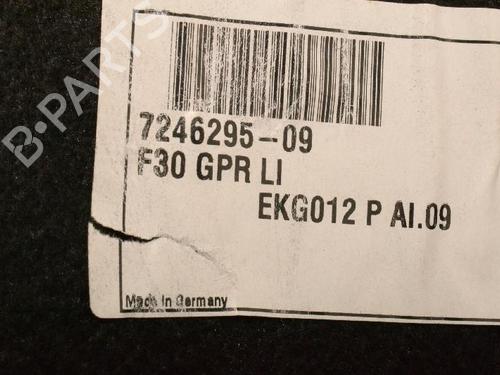 B-PARTS
7246295-09
F30 GPR LI
EKG012 P AI.09
Made In Germany